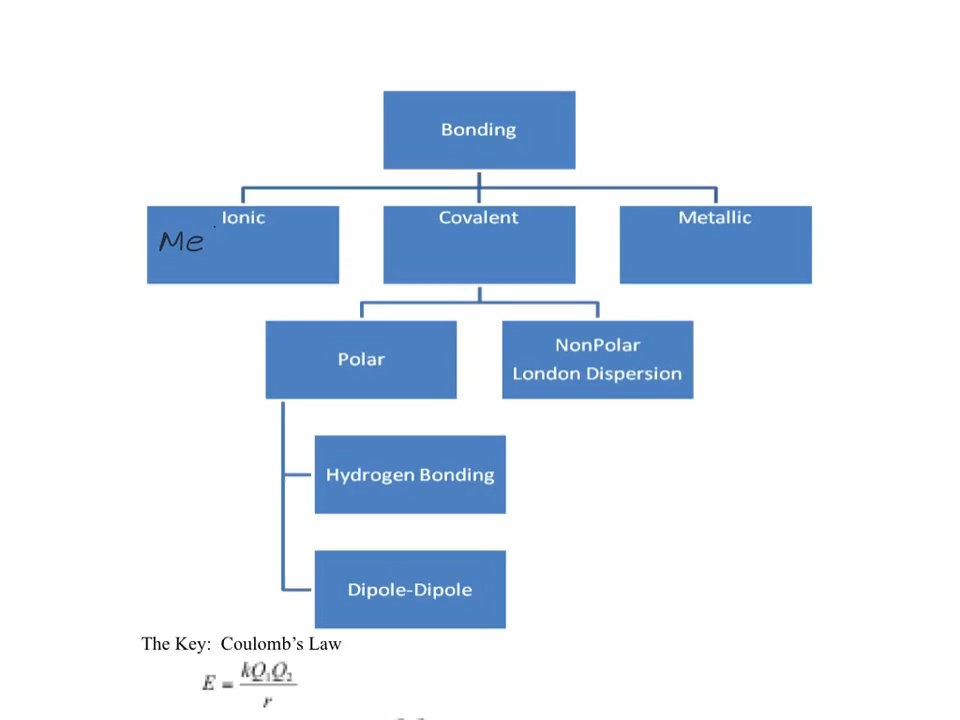 Bonding
Ionic
Me
Covalent
Metallic
Polar
NonPolar
London Dispersion
Hydrogen Bonding
Dipole-Dipole
The Key: Coulomb's Law
E = kQ₁Q₂ / r